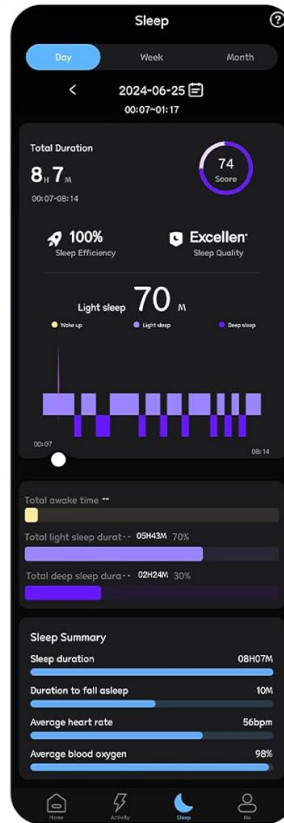 Sleep
Day Week Month
2024-06-25
00:07~01:17
Total Duration
8H 7M
00:07-08:14
74
Score
100%
Sleep Efficiency
Excellen
Sleep Quality
Light sleep 70 M
Wake up Light sleep Deep sleep
00:07 08:14
Total awake time --
Total light sleep durat-- 05H43M 70%
Total deep sleep dura-- 02H24M 30%
Sleep Summary
Sleep duration 08H07M
Duration to fall asleep 10M
Average heart rate 56bpm
Average blood oxygen 98%
Home Activity Sleep Me